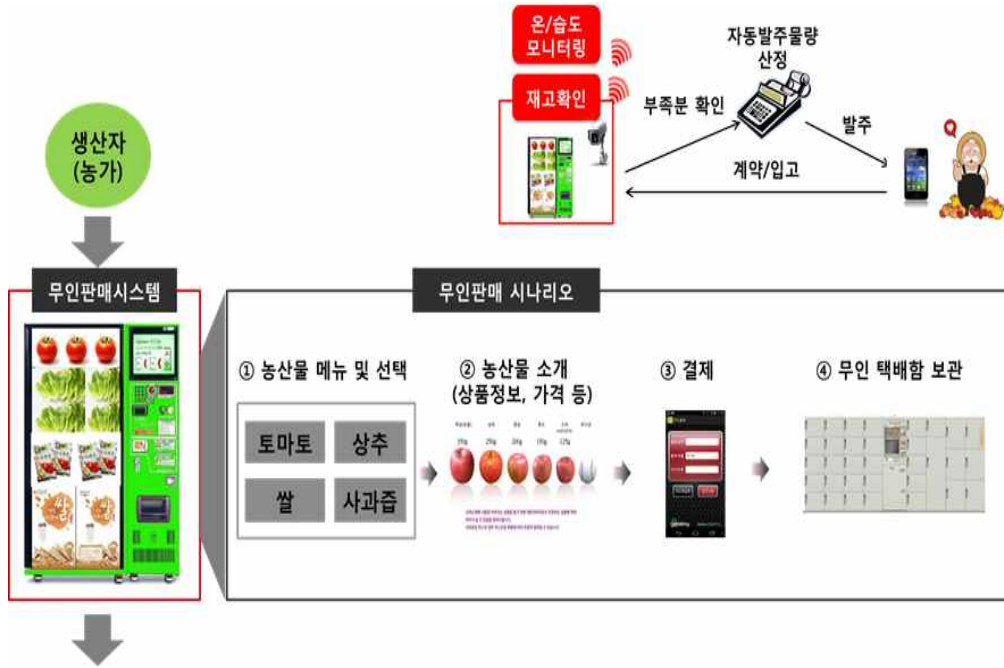 온/습도
모니터링
재고확인
자동발주물량
산정
부족분 확인
발주
계약/입고
생산자
(농가)
무인판매시스템
무인판매 시나리오
① 농산물 메뉴 및 선택
토마토
상추
쌀
사과즙
② 농산물 소개
(상품정보, 가격 등)
③ 결제
④ 무인 택배함 보관